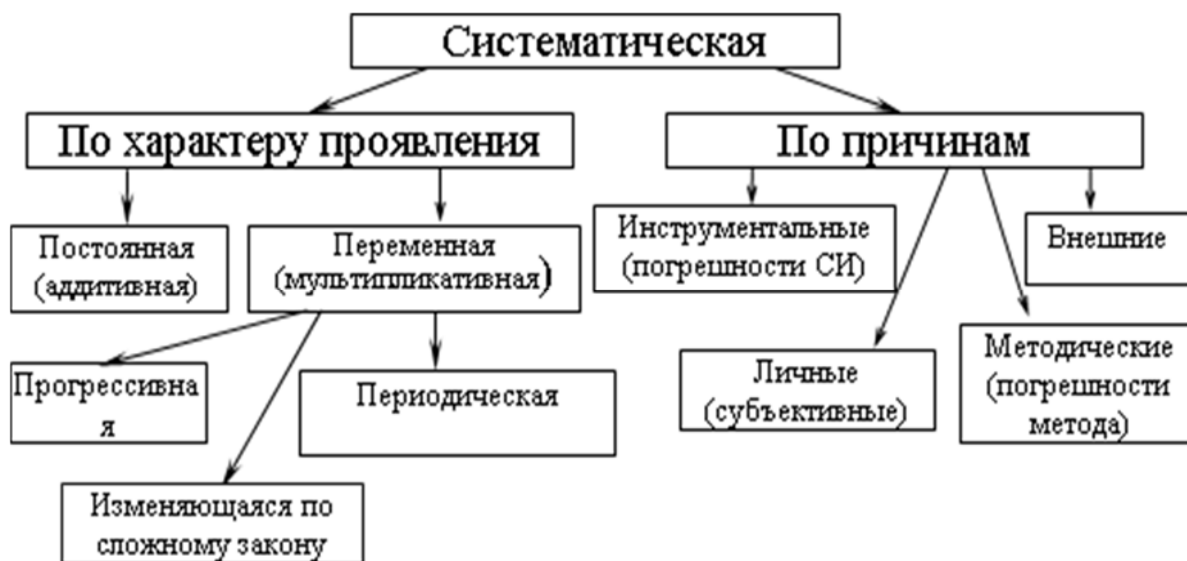 Систематическая
По характеру проявления
По причинам
Постоянная
(аддитивная)
Переменная
(мультипликативная)
Инструментальные
(погрешности СИ)
Внешние
Прогрессивна
я
Периодическая
Личные
(субъективные)
Методические
(погрешности
метода)
Изменяющаяся по
сложному закону